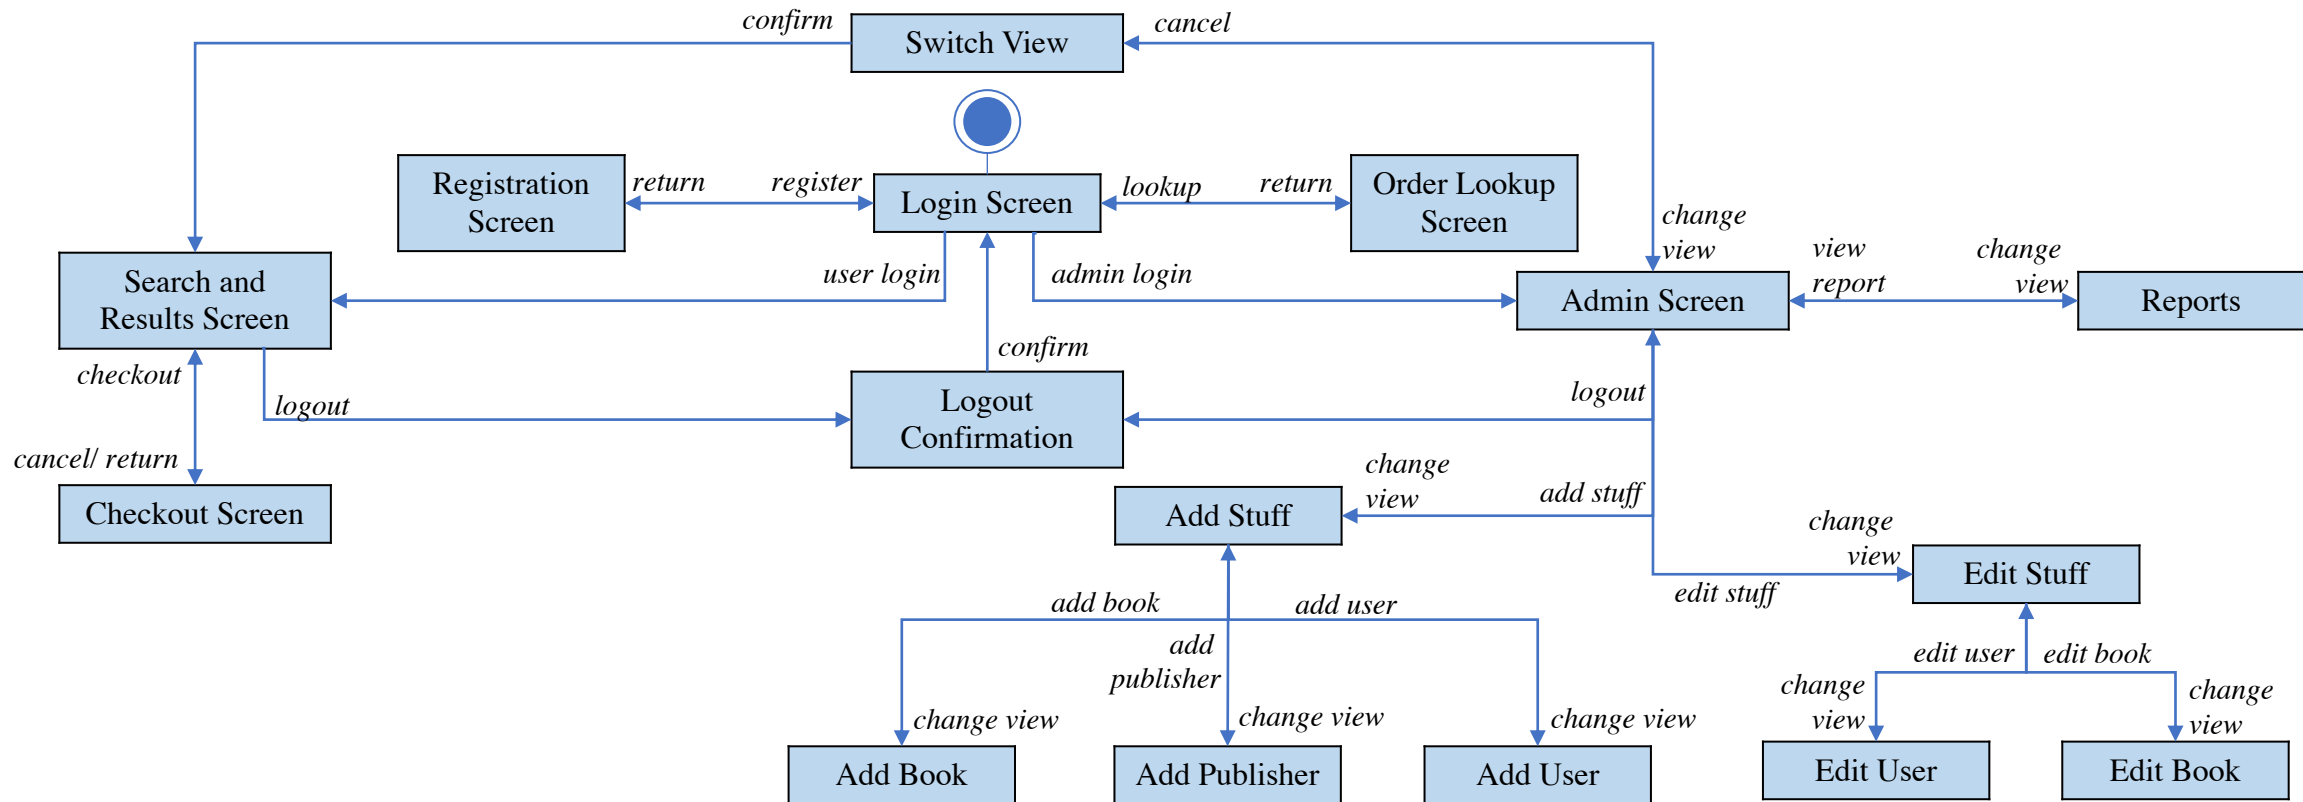 confirm
Switch View
cancel
Registration
Screen
return
register
Login Screen
lookup
return
Order Lookup
Screen
change
view
Search and
Results Screen
user login
admin login
Admin Screen
view
report
change
view
Reports
confirm
checkout
logout
Logout
Confirmation
logout
cancel/ return
Checkout Screen
change
view
add stuff
Add Stuff
change
view
edit stuff
Edit Stuff
add book
add user
add
publisher
edit user
edit book
change view
change view
change view
change
view
change
view
Add Book
Add Publisher
Add User
Edit User
Edit Book